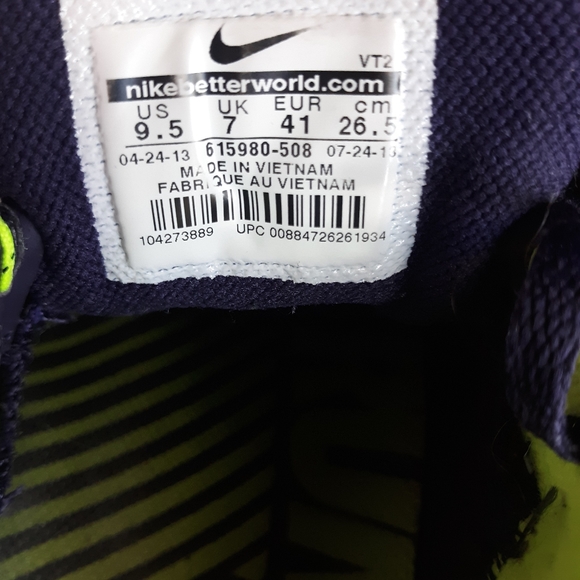 VT2
nikebetterworld.com
US UK EUR cm
9.5 7 41 26.5
04-24-13 615980-508 07-24-13
MADE IN VIETNAM
FABRIQUE AU VIETNAM
104273889 UPC 00884726261934